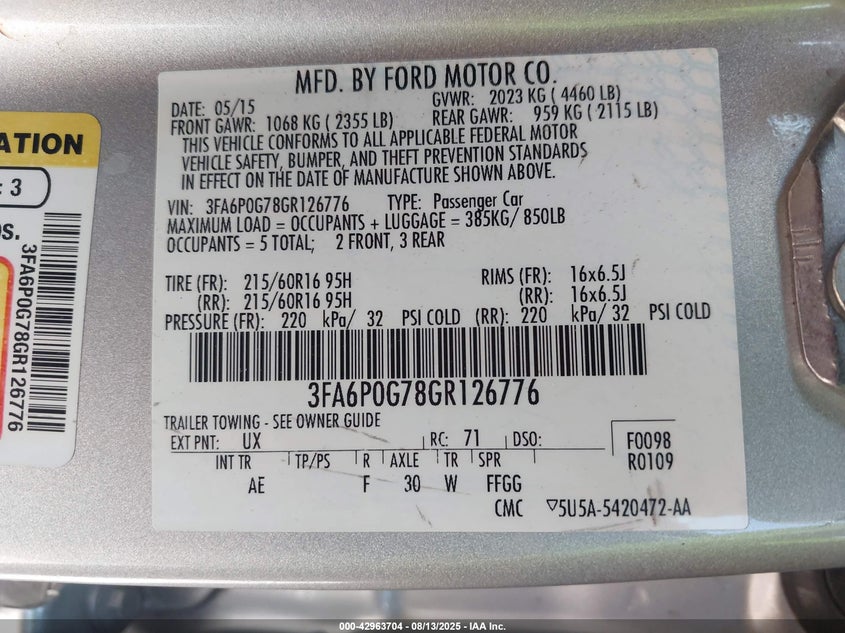 MFD. BY FORD MOTOR CO.
DATE: 05/15 GVWR: 2023 KG ( 4460 LB)
FRONT GAWR: 1068 KG ( 2355 LB) REAR GAWR: 959 KG ( 2115 LB)
THIS VEHICLE CONFORMS TO ALL APPLICABLE FEDERAL MOTOR
VEHICLE SAFETY, BUMPER, AND THEFT PREVENTION STANDARDS
IN EFFECT ON THE DATE OF MANUFACTURE SHOWN ABOVE.
VIN: 3FA6P0G78GR126776 TYPE: Passenger Car
MAXIMUM LOAD = OCCUPANTS + LUGGAGE = 385KG/ 850LB
OCCUPANTS = 5 TOTAL; 2 FRONT, 3 REAR
TIRE (FR): 215/60R16 95H RIMS (FR): 16x6.5J
(RR): 215/60R16 95H (RR): 16x6.5J
PRESSURE (FR): 220 kPa/ 32 PSI COLD (RR): 220 kPa/ 32 PSI COLD
3FA6P0G78GR126776
TRAILER TOWING - SEE OWNER GUIDE
EXT PNT: UX RC: 71 DSO: F0098
INT TR TP/PS R AXLE TR SPR R0109
AE F 30 W FFGG
CMC ▽5U5A-5420472-AA
ATION
: 3
s.
3FA6P0G78GR126776
000-42963704 - 08/13/2025 - IAA Inc.